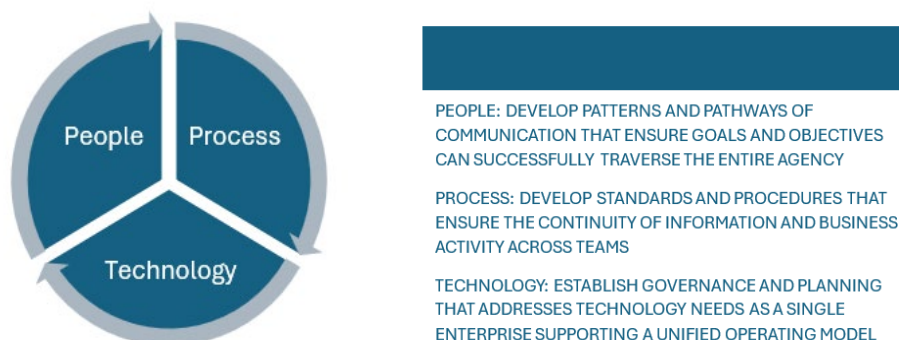 People
Process
Technology
PEOPLE: DEVELOP PATTERNS AND PATHWAYS OF
COMMUNICATION THAT ENSURE GOALS AND OBJECTIVES
CAN SUCCESSFULLY TRAVERSE THE ENTIRE AGENCY
PROCESS: DEVELOP STANDARDS AND PROCEDURES THAT
ENSURE THE CONTINUITY OF INFORMATION AND BUSINESS
ACTIVITY ACROSS TEAMS
TECHNOLOGY: ESTABLISH GOVERNANCE AND PLANNING
THAT ADDRESSES TECHNOLOGY NEEDS AS A SINGLE
ENTERPRISE SUPPORTING A UNIFIED OPERATING MODEL